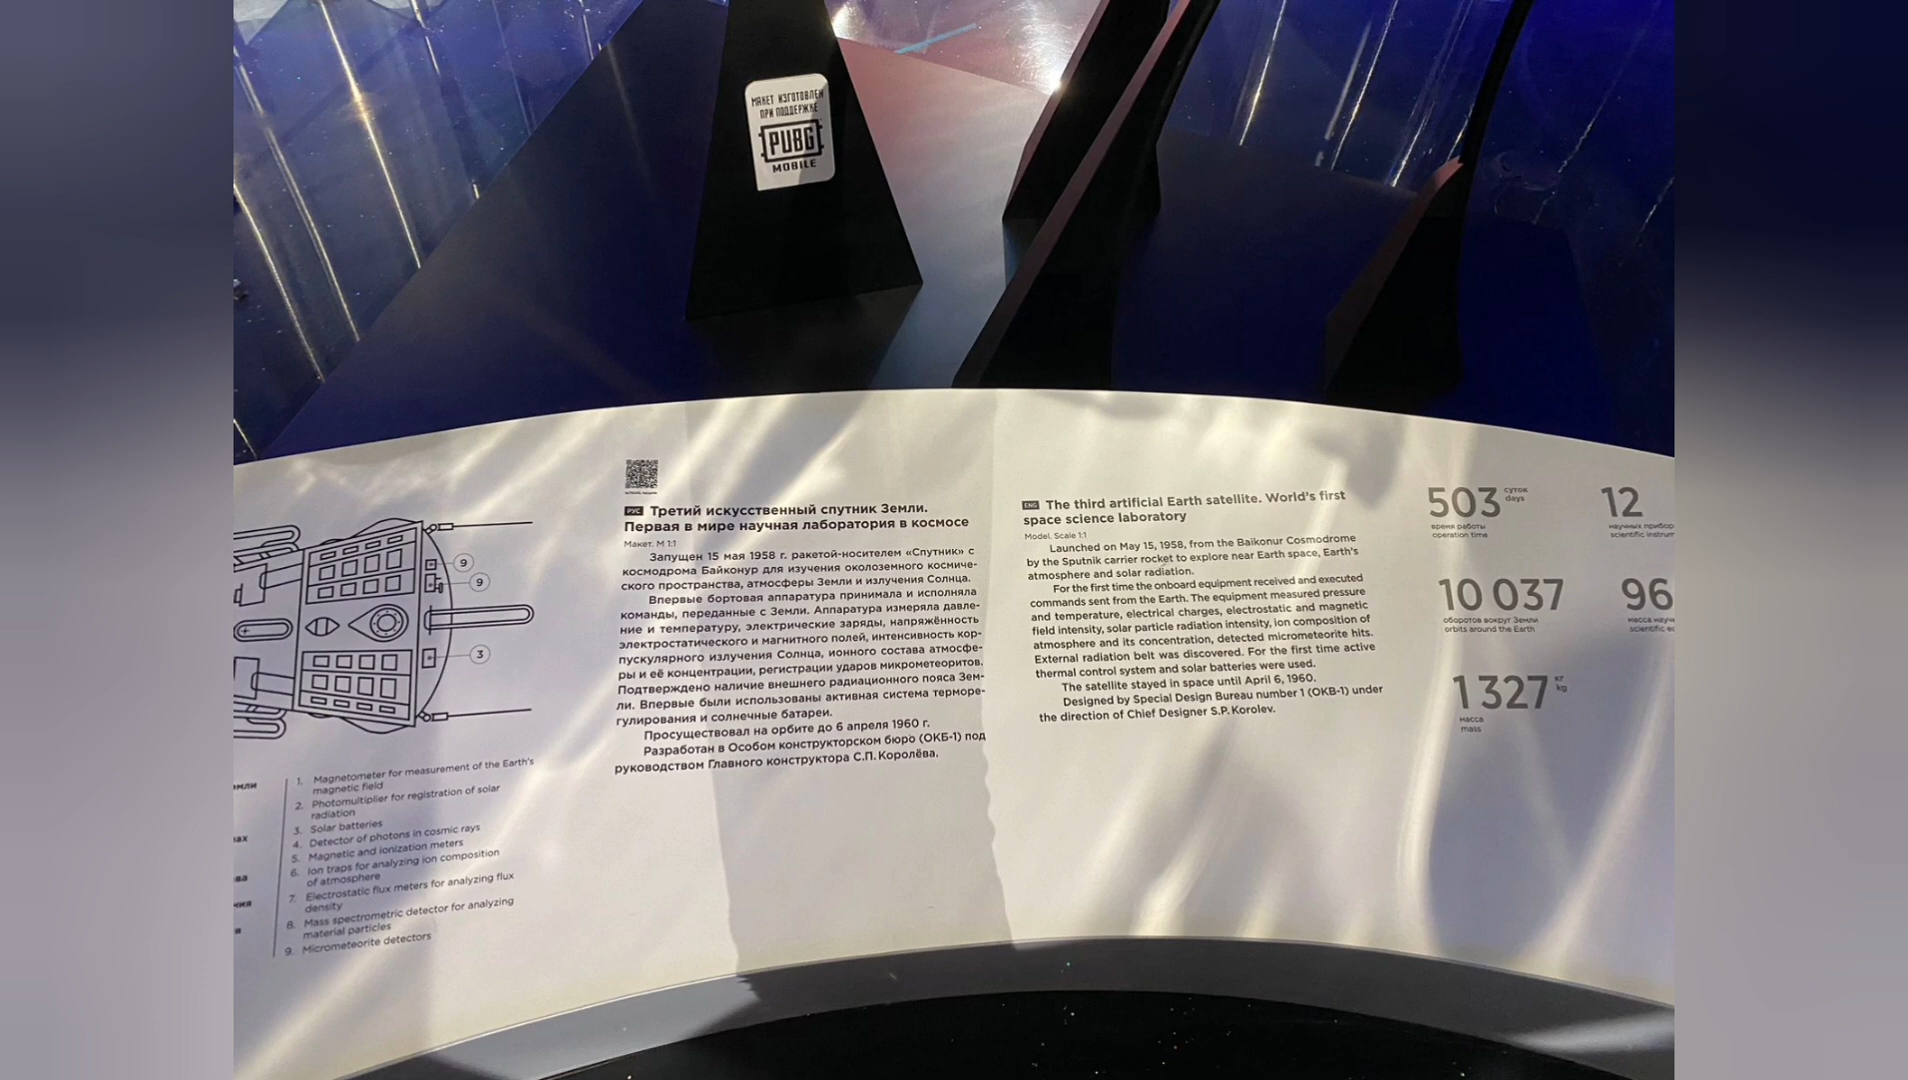 МАКЕТ ИЗГОТОВЛЕН
ПРИ ПОДДЕРЖКЕ
PUBG
MOBILE
9
9
3
1. Magnetometer for measurement of the Earth's
magnetic field
2. Photomultiplier for registration of solar
radiation
3. Solar batteries
4. Detector of photons in cosmic rays
5. Magnetic and ionization meters
6. Ion traps for analyzing ion composition
of atmosphere
7. Electrostatic flux meters for analyzing flux
density
8. Mass spectrometric detector for analyzing
material particles
9. Micrometeorite detectors
РУС Третий искусственный спутник Земли.
Первая в мире научная лаборатория в космосе
Макет. М 1:1
Запущен 15 мая 1958 г. ракетой-носителем «Спутник» с
космодрома Байконур для изучения околоземного космиче-
ского пространства, атмосферы Земли и излучения Солнца.
Впервые бортовая аппаратура принимала и исполняла
команды, переданные с Земли. Аппаратура измеряла давле-
ние и температуру, электрические заряды, напряжённость
электростатического и магнитного полей, интенсивность кор-
пускулярного излучения Солнца, ионного состава атмосфе-
ры и её концентрации, регистрации ударов микрометеоритов.
Подтверждено наличие внешнего радиационного пояса Зем-
ли. Впервые были использованы активная система терморе-
гулирования и солнечные батареи.
Просуществовал на орбите до 6 апреля 1960 г.
Разработан в Особом конструкторском бюро (ОКБ-1) под
руководством Главного конструктора С.П. Королёва.
ENG The third artificial Earth satellite. World's first
space science laboratory
Model. Scale 1:1
Launched on May 15, 1958, from the Baikonur Cosmodrome
by the Sputnik carrier rocket to explore near Earth space, Earth's
atmosphere and solar radiation.
For the first time the onboard equipment received and executed
commands sent from the Earth. The equipment measured pressure
and temperature, electrical charges, electrostatic and magnetic
field intensity, solar particle radiation intensity, ion composition of
atmosphere and its concentration, detected micrometeorite hits.
External radiation belt was discovered. For the first time active
thermal control system and solar batteries were used.
The satellite stayed in space until April 6, 1960.
Designed by Special Design Bureau number 1 (OKB-1) under
the direction of Chief Designer S.P. Korolev.
503 суток
days
время работы
operation time
12
научных прибор
scientific instrum
10 037
оборотов вокруг Земли
orbits around the Earth
96
масса научн
scientific eq
1 327 кг
kg
масса
mass